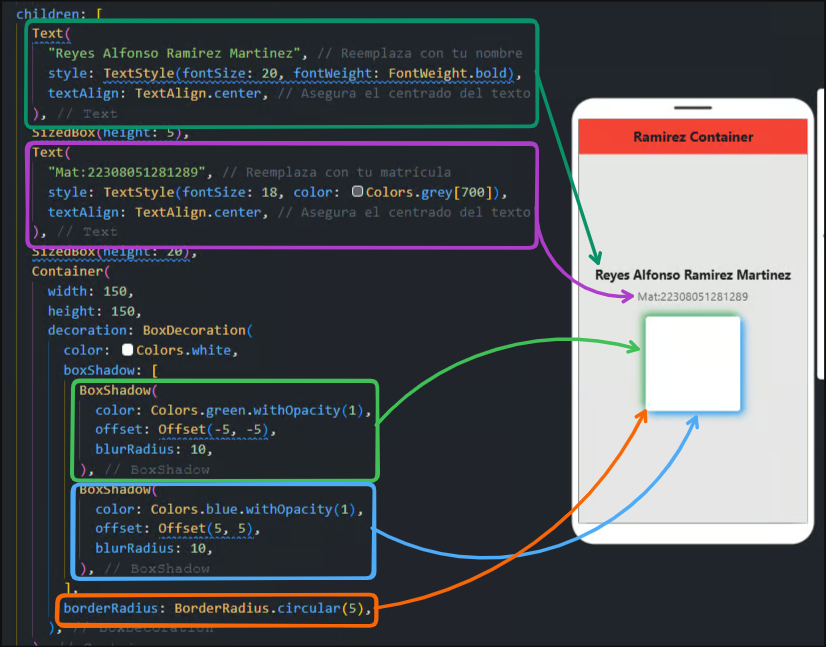 children: [
Text(
"Reyes Alfonso Ramirez Martinez", // Reemplaza con tu nombre
style: TextStyle(fontSize: 20, fontWeight: FontWeight.bold),
textAlign: TextAlign.center, // Asegura el centrado del texto
), // Text
SizedBox(height: 5),
Text(
"Mat:22308051281289", // Reemplaza con tu matrícula
style: TextStyle(fontSize: 18, color: Colors.grey[700]),
textAlign: TextAlign.center, // Asegura el centrado del texto
), // Text
SizedBox(height: 20),
Container(
width: 150,
height: 150,
decoration: BoxDecoration(
color: Colors.white,
boxShadow: [
BoxShadow(
color: Colors.green.withOpacity(1),
offset: Offset(-5, -5),
blurRadius: 10,
), // BoxShadow
BoxShadow(
color: Colors.blue.withOpacity(1),
offset: Offset(5, 5),
blurRadius: 10,
), // BoxShadow
],
borderRadius: BorderRadius.circular(5),
), // BoxDecoration
Ramirez Container
Reyes Alfonso Ramirez Martinez
Mat:22308051281289